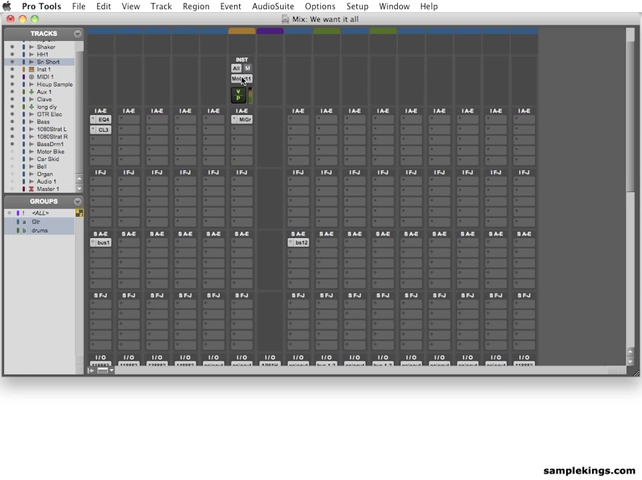 Pro Tools File Edit View Track Region Event AudioSuite Options Setup Window Help
Mix: We want it all
TRACKS
Shaker
HH1
Sn Short
Inst 1
MIDI 1
Hicup Sample
Aux 1
Clave
long dly
GTR Elec
Bass
1080Strat L
1080Strat R
BassDrm1
Motor Bike
Car Skid
Bell
Organ
Audio 1
Master 1
GROUPS
! <ALL>
a Gtr
b drums
INST
All M
I A-E I A-E I A-E I A-E I A-E I A-E I A-E I A-E I A-E I A-E I A-E I A-E I A-E I A-E I A-E
EQ4 MiGr
CL3
I F-J I F-J I F-J I F-J I F-J I F-J I F-J I F-J I F-J I F-J I F-J I F-J I F-J I F-J I F-J
S A-E S A-E S A-E S A-E S A-E S A-E S A-E S A-E S A-E S A-E S A-E S A-E S A-E S A-E S A-E
bus1 bs12
S F-J S F-J S F-J S F-J S F-J S F-J S F-J S F-J S F-J S F-J S F-J S F-J S F-J S F-J S F-J
I / O I / O I / O I / O I / O I / O I / O I / O I / O I / O I / O I / O I / O I / O I / O I / O
samplekings.com